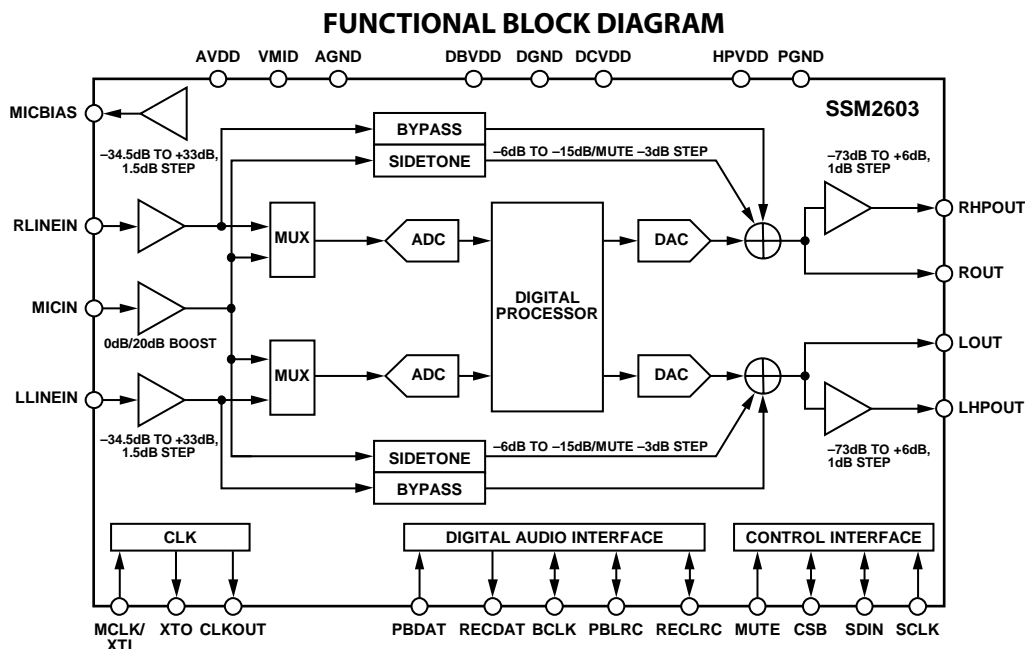 FUNCTIONAL BLOCK DIAGRAM
AVDD VMID AGND DBVDD DGND DCVDD HPVDD PGND
SSM2603
MICBIAS
–34.5dB TO +33dB,
1.5dB STEP
BYPASS
SIDETONE
–6dB TO –15dB/MUTE –3dB STEP
–73dB TO +6dB,
1dB STEP
RLINEIN
MUX
ADC
DIGITAL
PROCESSOR
DAC
RHPOUT
ROUT
MICIN
0dB/20dB BOOST
LOUT
LLINEIN
MUX
ADC
DAC
LHPOUT
–34.5dB TO +33dB,
1.5dB STEP
SIDETONE
BYPASS
–6dB TO –15dB/MUTE –3dB STEP
–73dB TO +6dB,
1dB STEP
CLK
DIGITAL AUDIO INTERFACE
CONTROL INTERFACE
MCLK/
XTI
XTO CLKOUT PBDAT RECDAT BCLK PBLRC RECLRC MUTE CSB SDIN SCLK